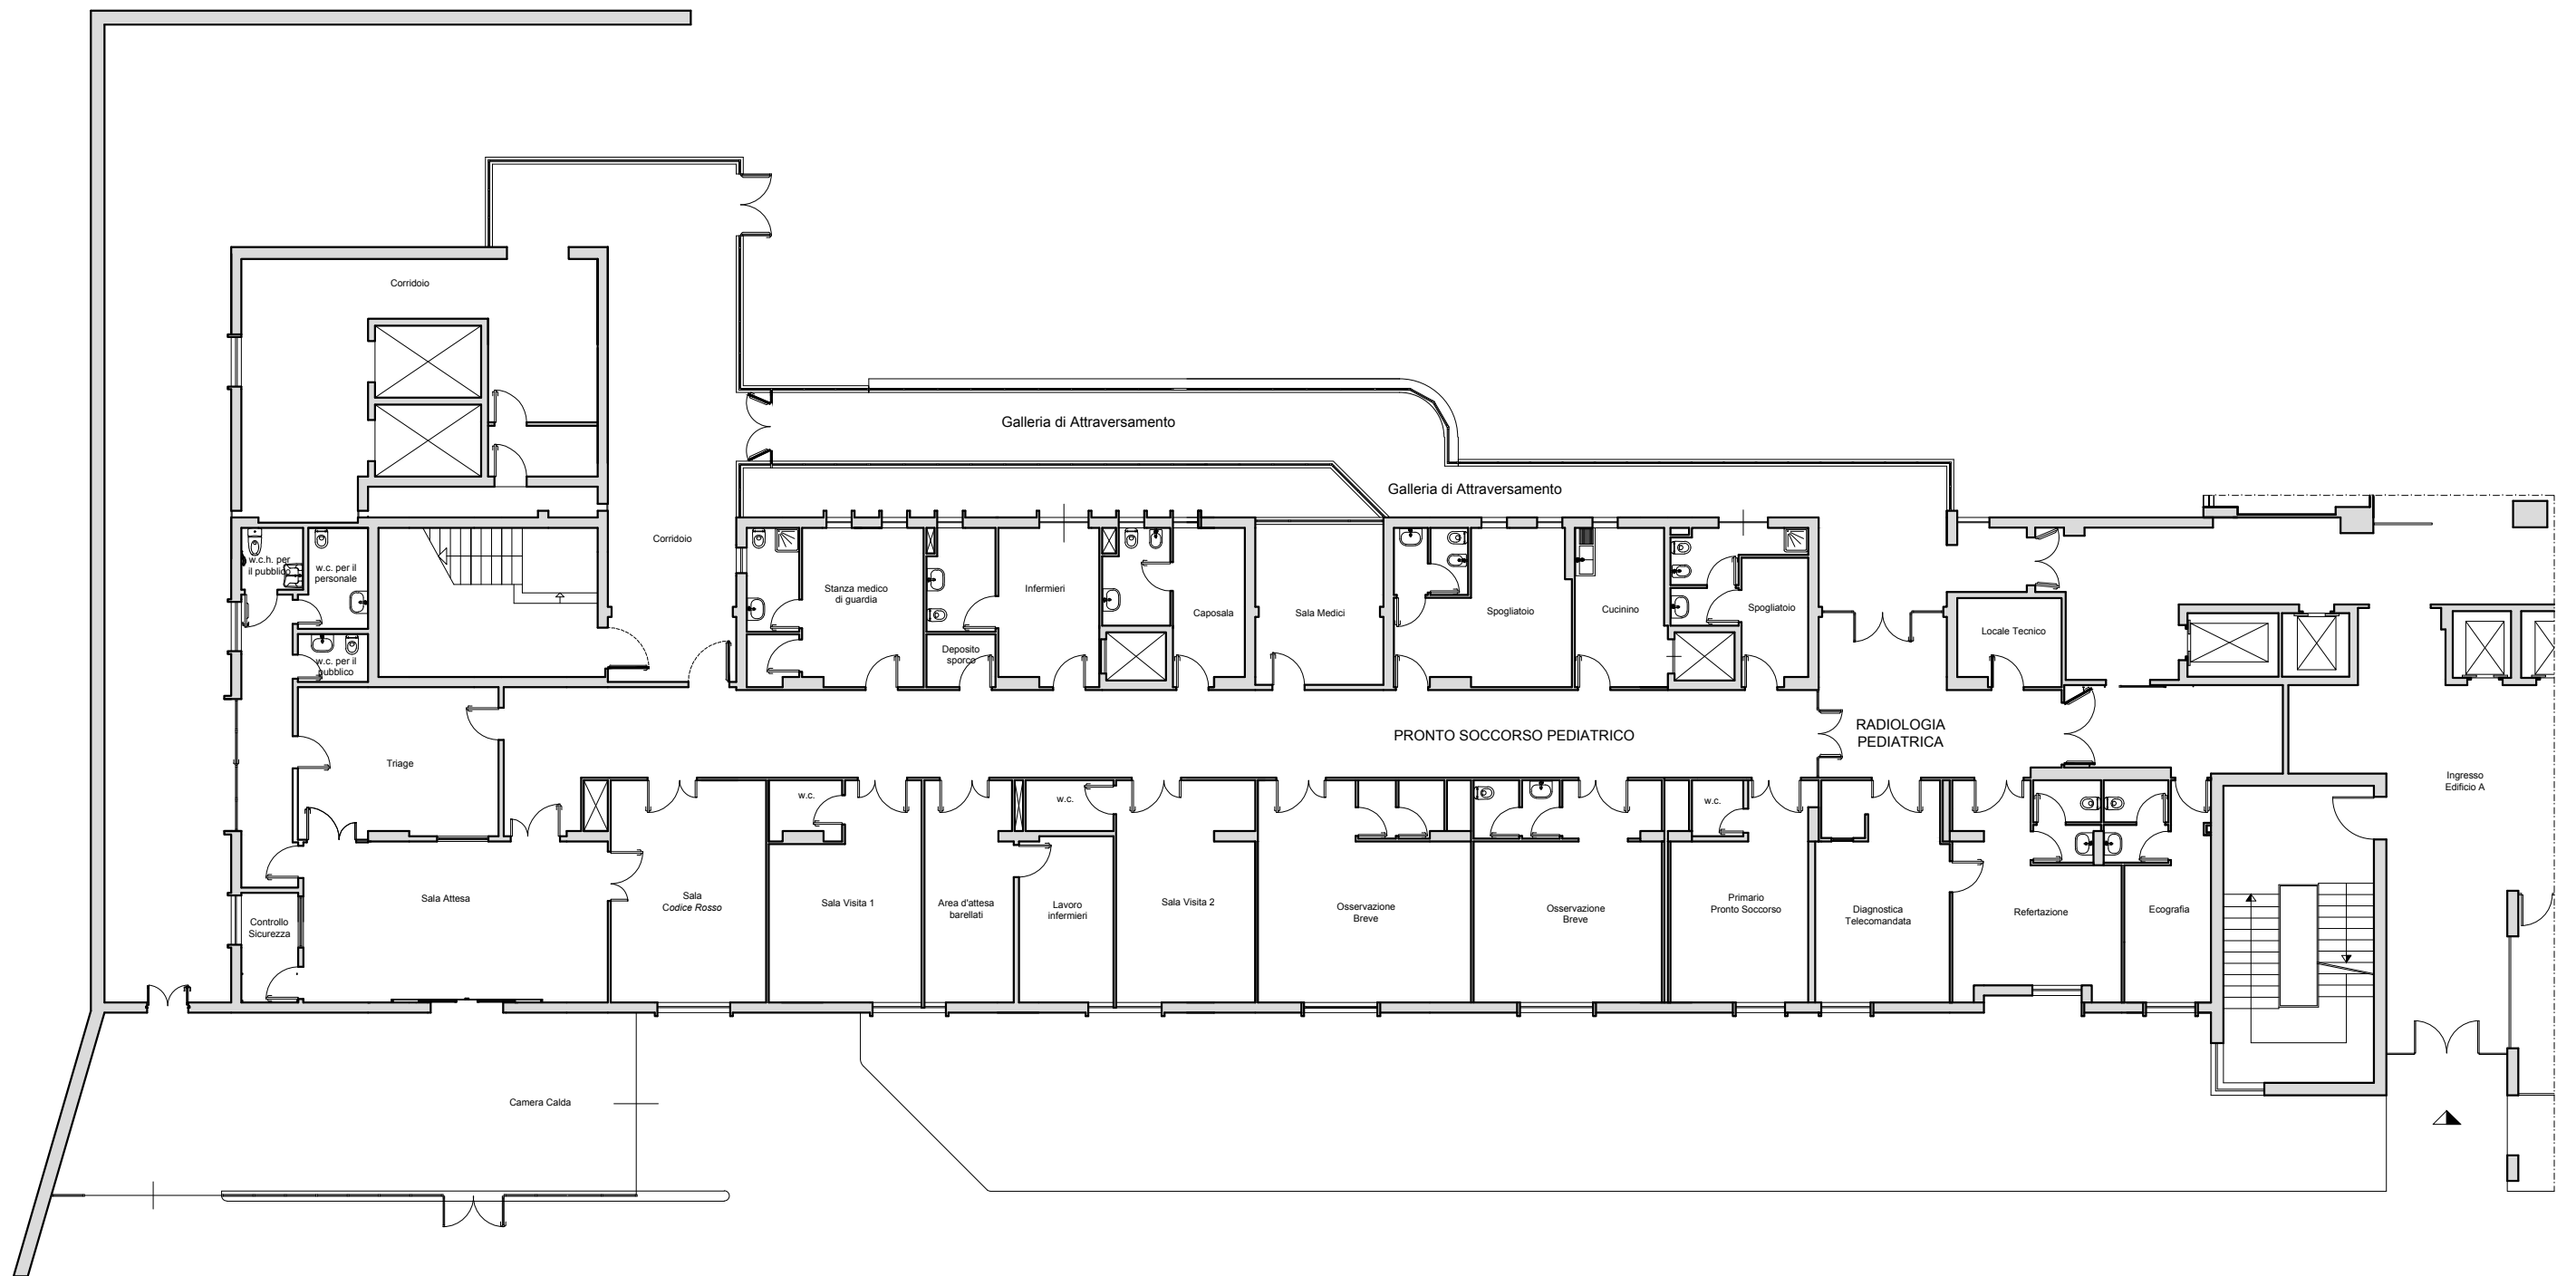 Corridoio
Galleria di Attraversamento
Galleria di Attraversamento
Corridoio
w.c.h. per
il pubblico
w.c. per il
personale
w.c. per il
pubblico
Stanza medico
di guardia
Deposito
sporco
Infermieri
Caposala
Sala Medici
Spogliatoio
Cucinino
Spogliatoio
Locale Tecnico
PRONTO SOCCORSO PEDIATRICO
RADIOLOGIA
PEDIATRICA
Triage
Ingresso
Edificio A
w.c.
w.c.
w.c.
Sala Attesa
Controllo
Sicurezza
Sala
Codice Rosso
Sala Visita 1
Area d'attesa
barellati
Lavoro
infermieri
Sala Visita 2
Osservazione
Breve
Osservazione
Breve
Primario
Pronto Soccorso
Diagnostica
Telecomandata
Refertazione
Ecografia
Camera Calda